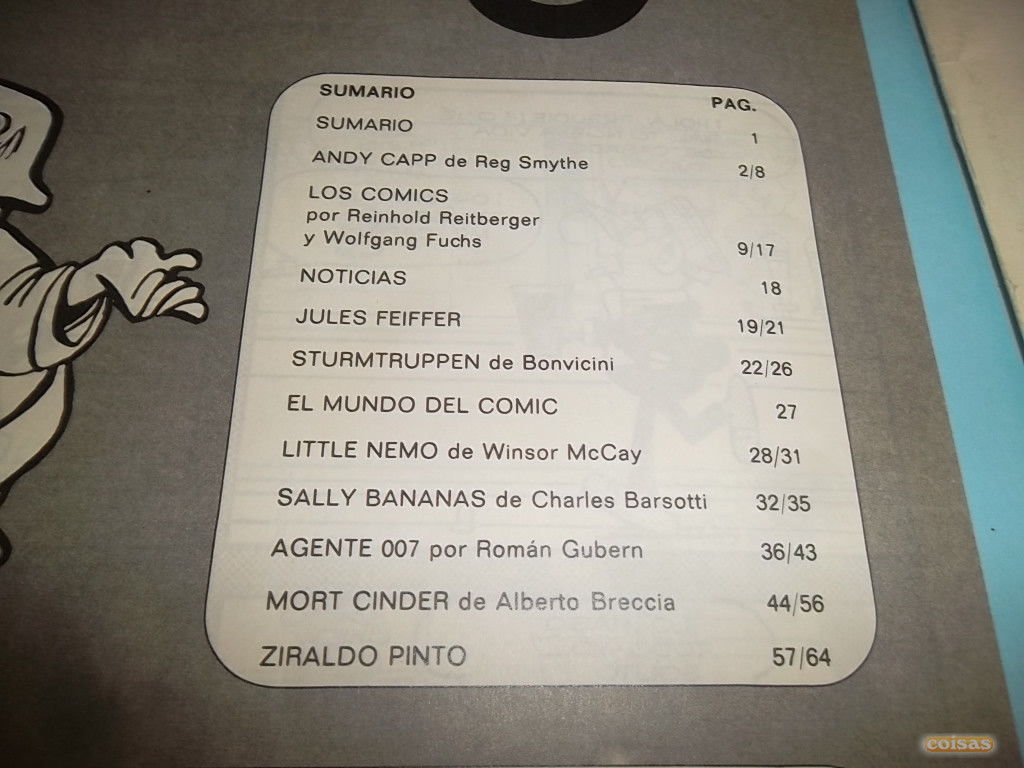 SUMARIO PAG.
SUMARIO 1
ANDY CAPP de Reg Smythe 2/8
LOS COMICS
por Reinhold Reitberger
y Wolfgang Fuchs 9/17
NOTICIAS 18
JULES FEIFFER 19/21
STURMTRUPPEN de Bonvicini 22/26
EL MUNDO DEL COMIC 27
LITTLE NEMO de Winsor McCay 28/31
SALLY BANANAS de Charles Barsotti 32/35
AGENTE 007 por Román Gubern 36/43
MORT CINDER de Alberto Breccia 44/56
ZIRALDO PINTO 57/64
coisas